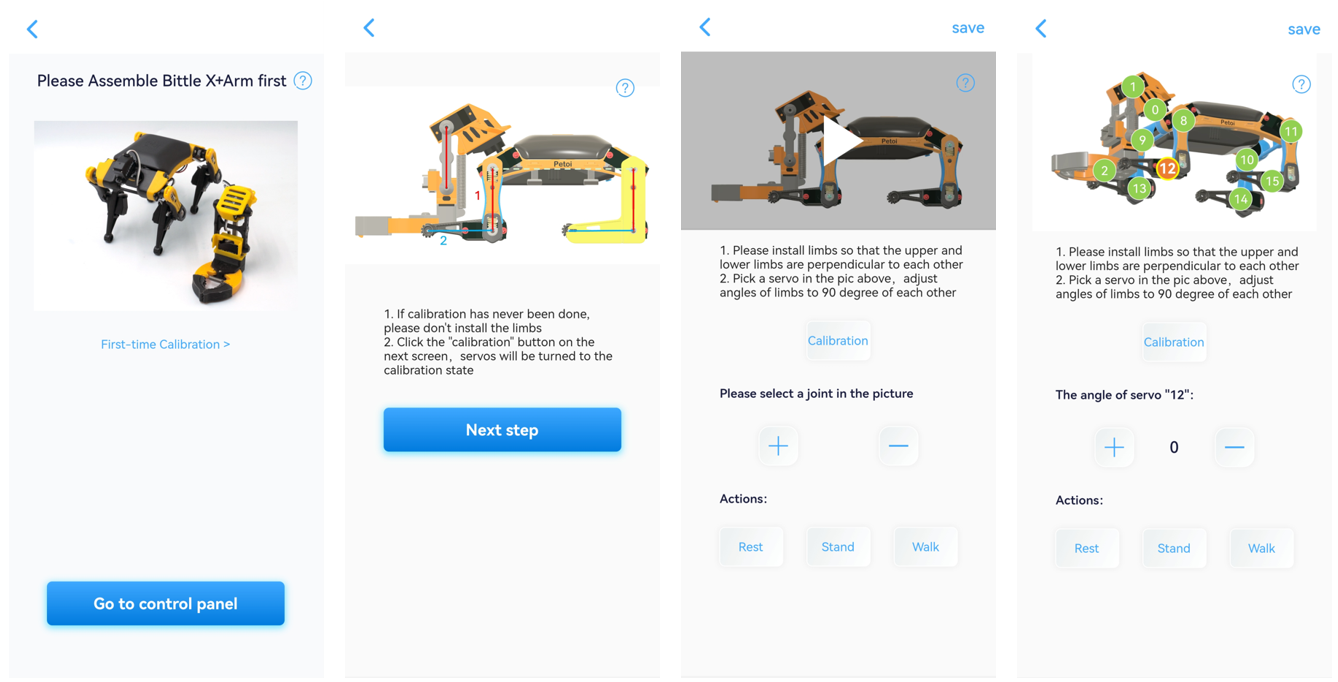 Please Assemble Bittle X+Arm first ?
First-time Calibration >
Go to control panel
?
Petoi
1
2
1. If calibration has never been done,
please don't install the limbs
2. Click the "calibration" button on the
next screen, servos will be turned to the
calibration state
Next step
save
?
Petoi
1. Please install limbs so that the upper and
lower limbs are perpendicular to each other
2. Pick a servo in the pic above, adjust
angles of limbs to 90 degree of each other
Calibration
Please select a joint in the picture
+ −
Actions:
Rest Stand Walk
save
?
1
0
8
Petoi
11
9
10
2
12
15
13
14
1. Please install limbs so that the upper and
lower limbs are perpendicular to each other
2. Pick a servo in the pic above, adjust
angles of limbs to 90 degree of each other
Calibration
The angle of servo "12":
+ 0 −
Actions:
Rest Stand Walk